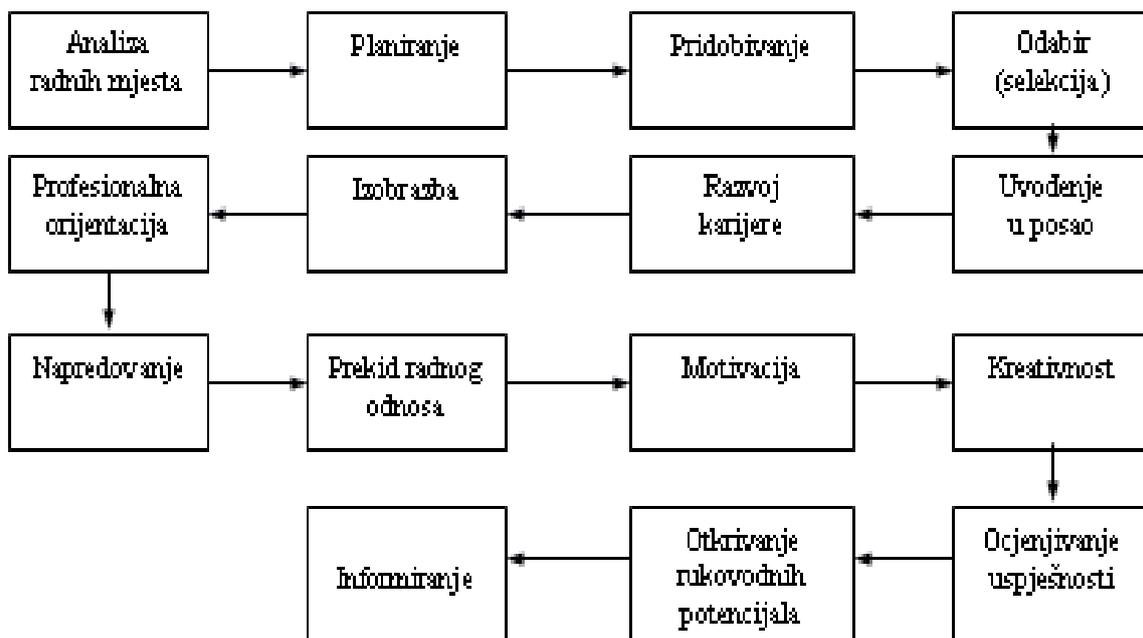 Analiza
radnih mjesta
Planiranje
Pridobivanje
Odabir
(selekcija)
Profesionalna
orijentacija
Izobrazba
Razvoj
karijere
Uvođenje
u posao
Napredovanje
Prekid radnog
odnosa
Motivacija
Kreativnost
Informiranje
Otkrivanje
rukovodnih
potencijala
Ocjenjivanje
uspješnosti